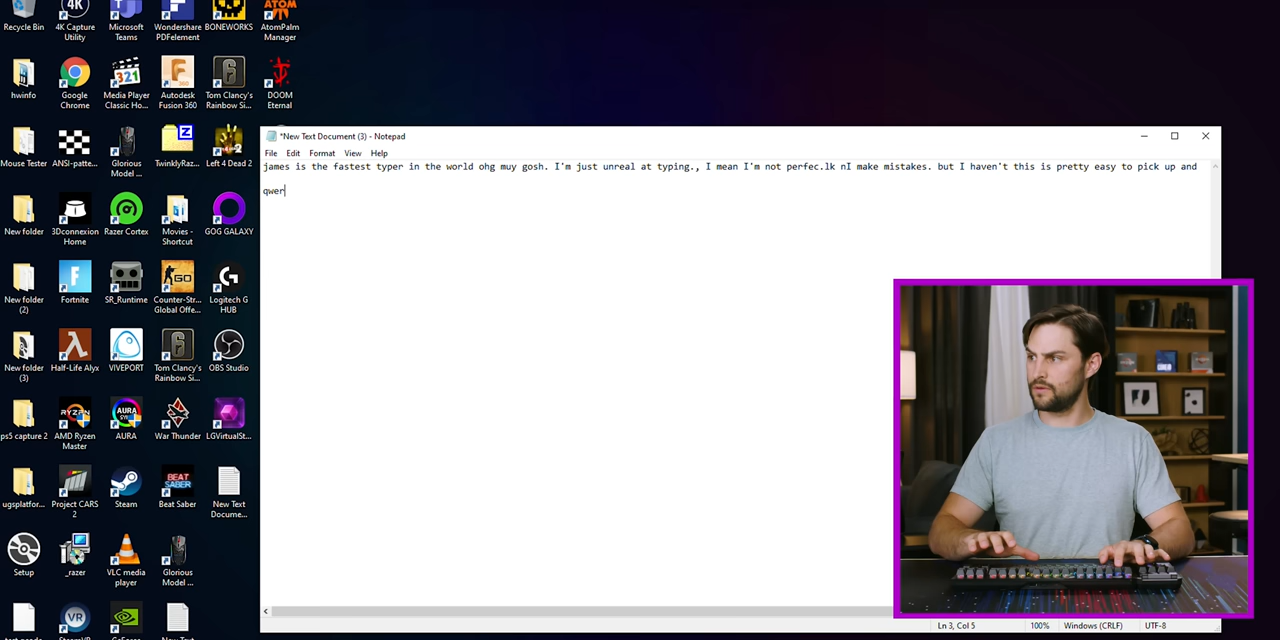 Recycle Bin
4K Capture
Utility
Microsoft
Teams
Wondershare
PDFelement
BONEWORKS
AtomPalm
Manager
hwinfo
Google
Chrome
Media Player
Classic Ho...
Autodesk
Fusion 360
Tom Clancy's
Rainbow Si...
DOOM
Eternal
Mouse Tester
ANSI-patte...
Glorious
Model ...
TwinklyRaz...
Left 4 Dead 2
New folder
3Dconnexion
Home
Razer Cortex
Movies -
Shortcut
GOG GALAXY
New folder
(2)
Fortnite
SR_Runtime
Counter-Str...
Global Offe...
Logitech G
HUB
New folder
(3)
Half-Life Alyx
VIVEPORT
Tom Clancy's
Rainbow Si...
OBS Studio
ps5 capture 2
AMD Ryzen
Master
AURA
War Thunder
LGVirtualSt...
ugsplatfor...
Project CARS
2
Steam
Beat Saber
New Text
Docume...
Setup
_razer
VLC media
player
Glorious
Model ...
SteamVR
GeForce
New Text
*New Text Document (3) - Notepad
File Edit Format View Help
james is the fastest typer in the world ohg muy gosh. I'm just unreal at typing., I mean I'm not perfec.lk nI make mistakes. but I haven't this is pretty easy to pick up and
qwer
Ln 3, Col 5 100% Windows (CRLF) UTF-8